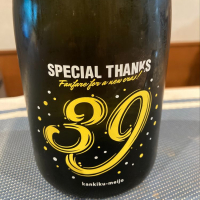 SPECIAL THANKS
Fanfare for a new era!!
39
kankiku-meijo